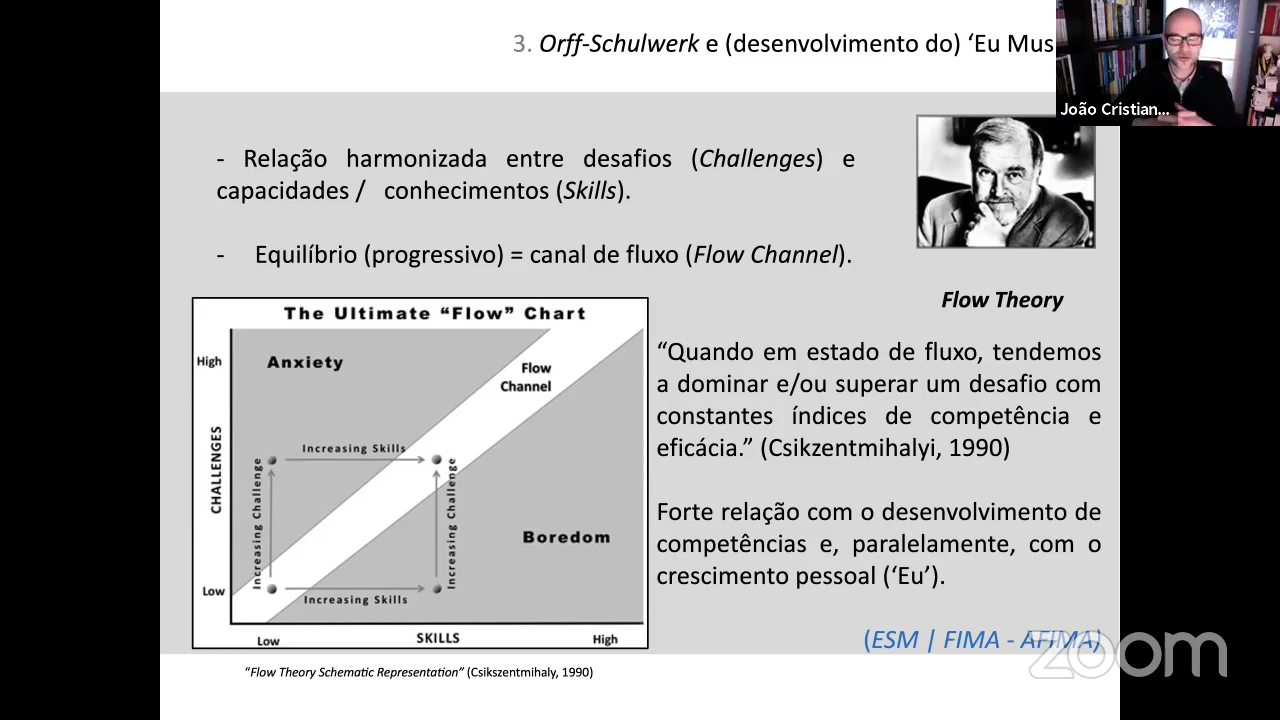 3. Orff-Schulwerk e (desenvolvimento do) ‘Eu Mus
João Cristian...
- Relação harmonizada entre desafios (Challenges) e
capacidades / conhecimentos (Skills).
- Equilíbrio (progressivo) = canal de fluxo (Flow Channel).
Flow Theory
The Ultimate “Flow” Chart
High
Anxiety
Flow
Channel
CHALLENGES
Increasing Skills
Increasing Challenge
Increasing Challenge
Boredom
Low
Increasing Skills
Low
SKILLS
High
“Flow Theory Schematic Representation” (Csikszentmihaly, 1990)
“Quando em estado de fluxo, tendemos
a dominar e/ou superar um desafio com
constantes índices de competência e
eficácia.” (Csikzentmihalyi, 1990)
Forte relação com o desenvolvimento de
competências e, paralelamente, com o
crescimento pessoal (‘Eu’).
(ESM | FIMA - AFIMA)
zoom